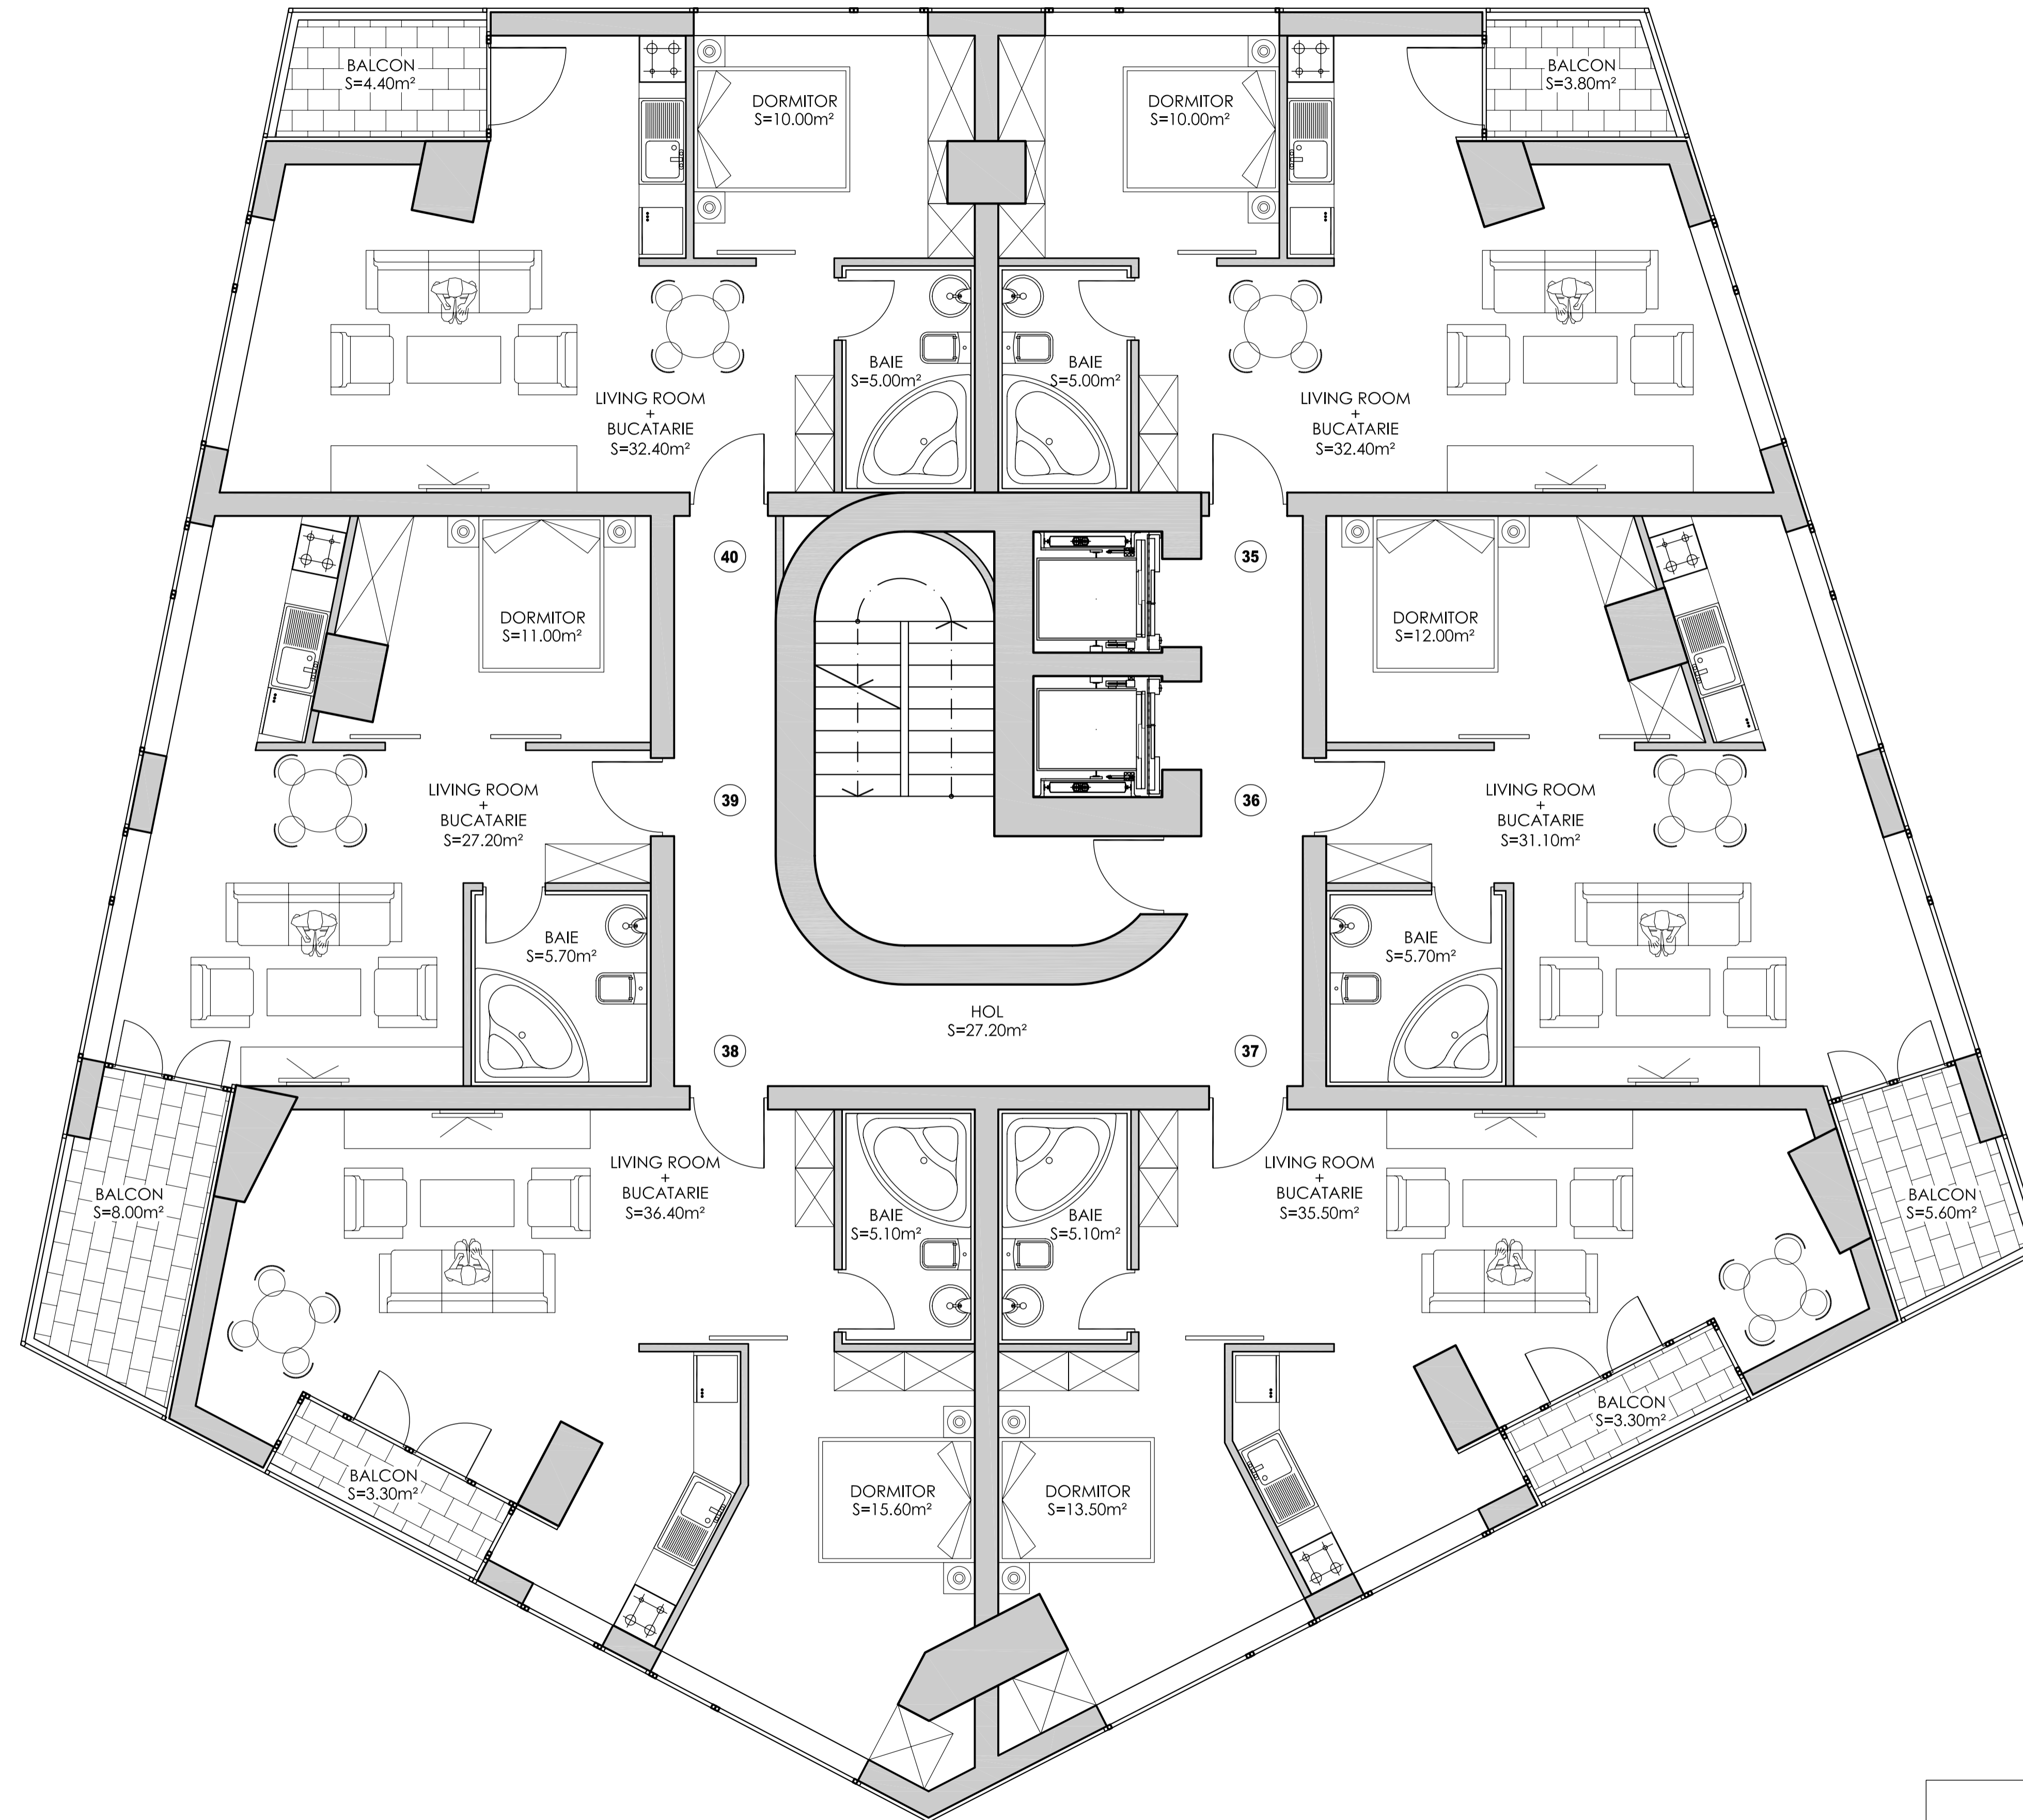 BALCON
S=4.40m²
DORMITOR
S=10.00m²
DORMITOR
S=10.00m²
BALCON
S=3.80m²
BAIE
S=5.00m²
BAIE
S=5.00m²
LIVING ROOM
+
BUCATARIE
S=32.40m²
LIVING ROOM
+
BUCATARIE
S=32.40m²
40
35
DORMITOR
S=11.00m²
DORMITOR
S=12.00m²
LIVING ROOM
+
BUCATARIE
S=27.20m²
39
36
LIVING ROOM
+
BUCATARIE
S=31.10m²
BAIE
S=5.70m²
BAIE
S=5.70m²
HOL
S=27.20m²
38
37
LIVING ROOM
+
BUCATARIE
S=36.40m²
LIVING ROOM
+
BUCATARIE
S=35.50m²
BALCON
S=8.00m²
BAIE
S=5.10m²
BAIE
S=5.10m²
BALCON
S=5.60m²
BALCON
S=3.30m²
BALCON
S=3.30m²
DORMITOR
S=15.60m²
DORMITOR
S=13.50m²